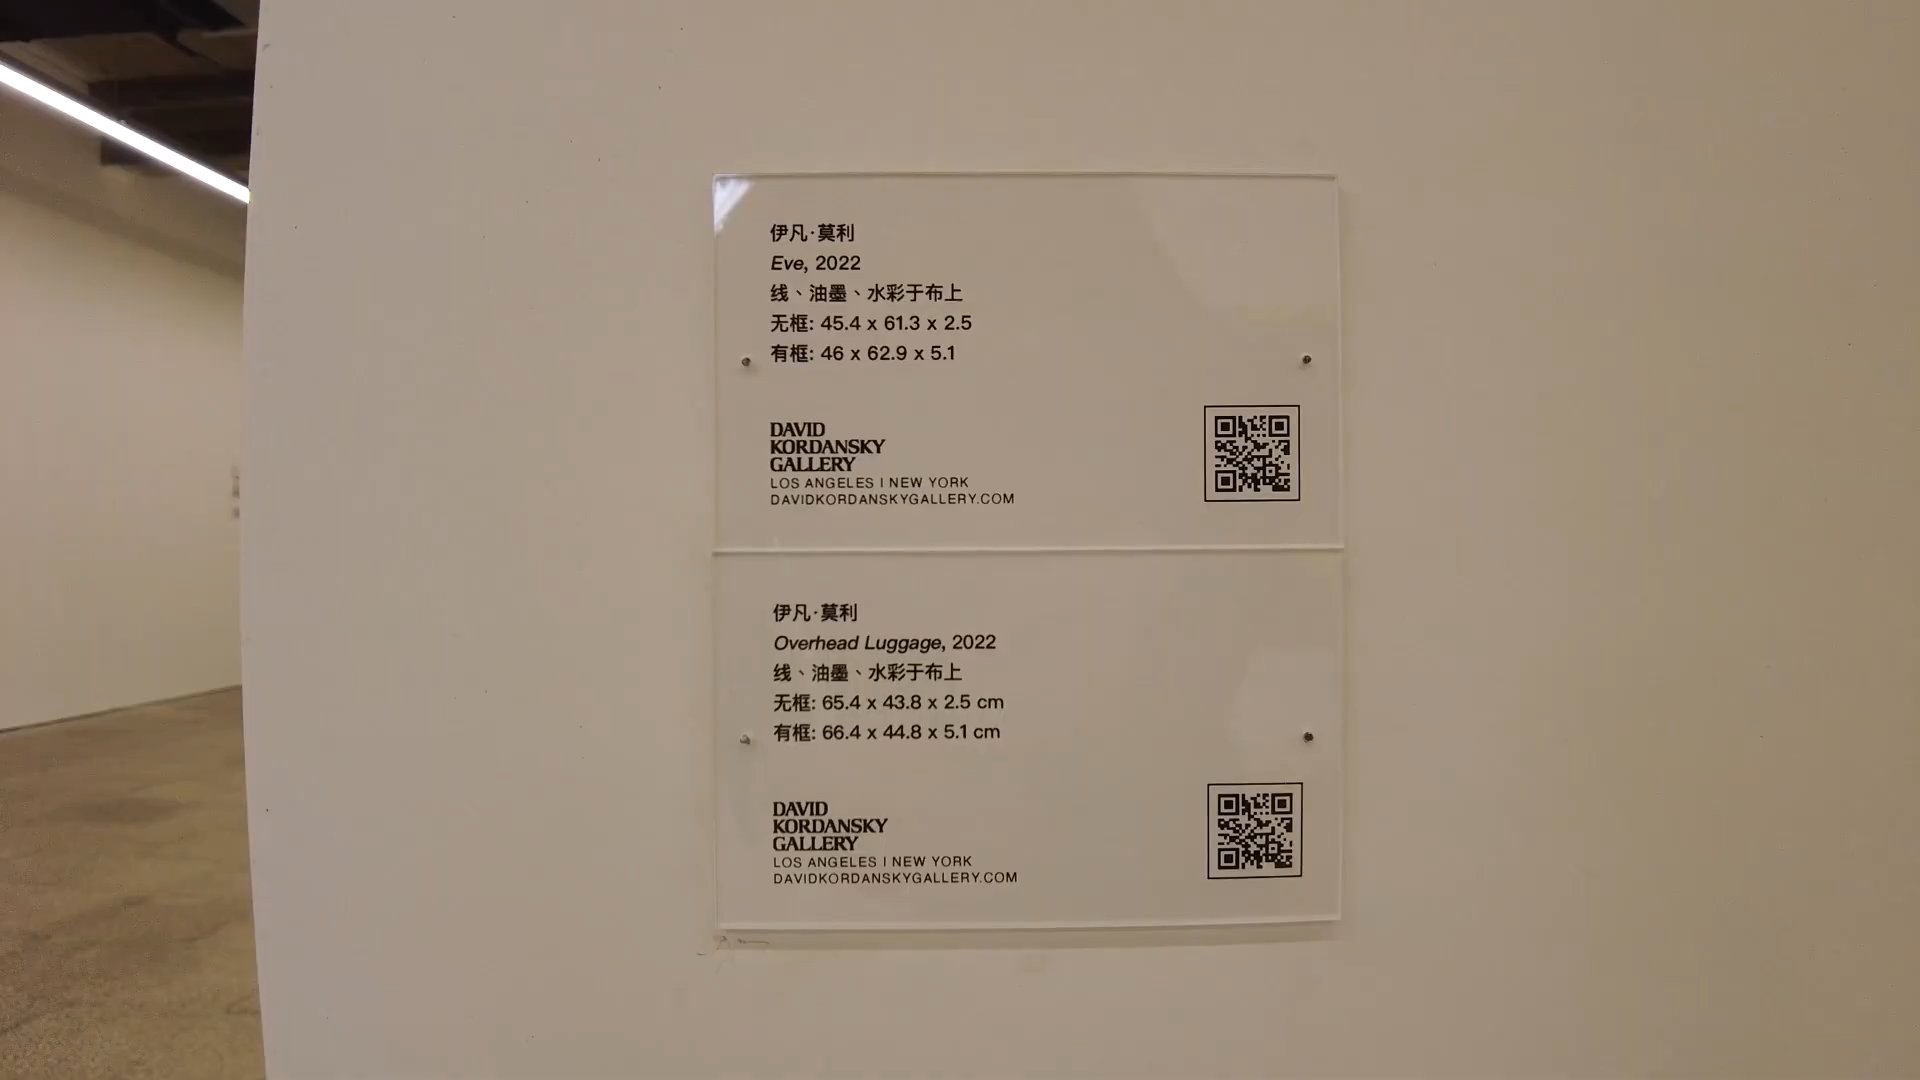 伊凡·莫利
Eve, 2022
线、油墨、水彩于布上
无框: 45.4 x 61.3 x 2.5
有框: 46 x 62.9 x 5.1
DAVID
KORDANSKY
GALLERY
LOS ANGELES | NEW YORK
DAVIDKORDANSKYGALLERY.COM
伊凡·莫利
Overhead Luggage, 2022
线、油墨、水彩于布上
无框: 65.4 x 43.8 x 2.5 cm
有框: 66.4 x 44.8 x 5.1 cm
DAVID
KORDANSKY
GALLERY
LOS ANGELES | NEW YORK
DAVIDKORDANSKYGALLERY.COM